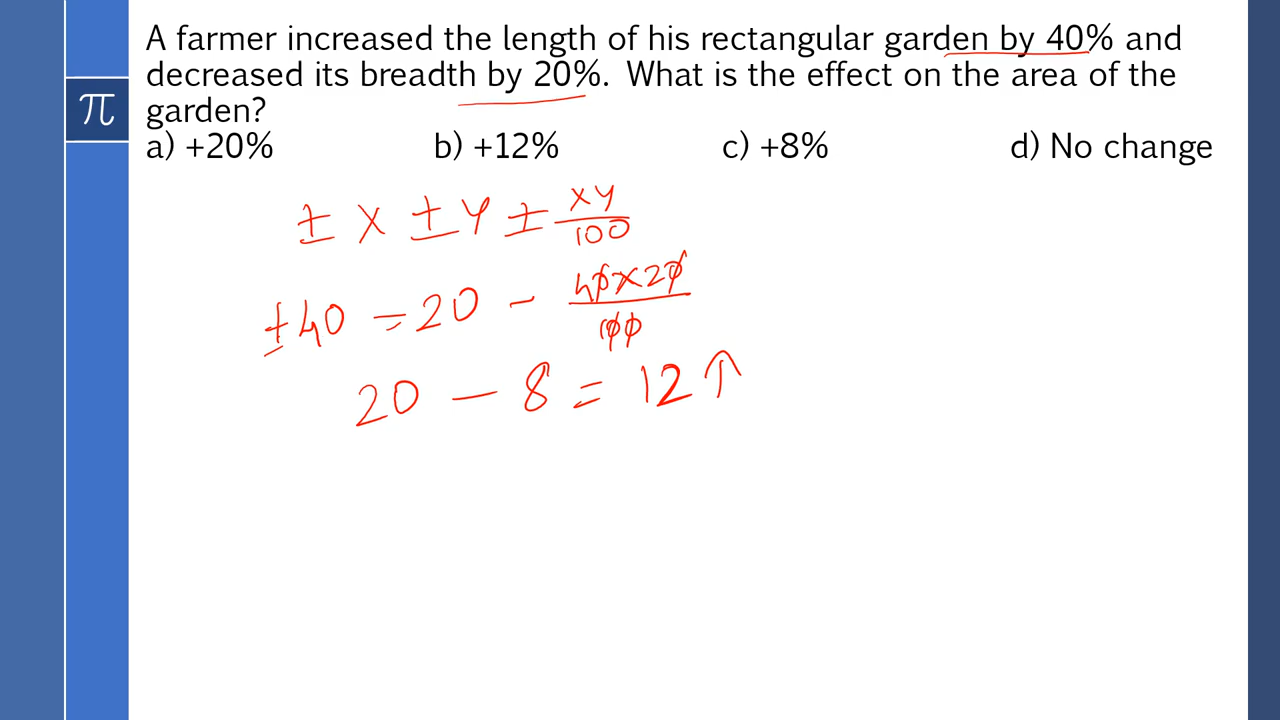 A farmer increased the length of his rectangular garden by 40% and
decreased its breadth by 20%. What is the effect on the area of the
garden?
a) +20% b) +12% c) +8% d) No change
π
± x ± y ± xy/100
±40 = 20 - 40x20/100
20 - 8 = 12↑